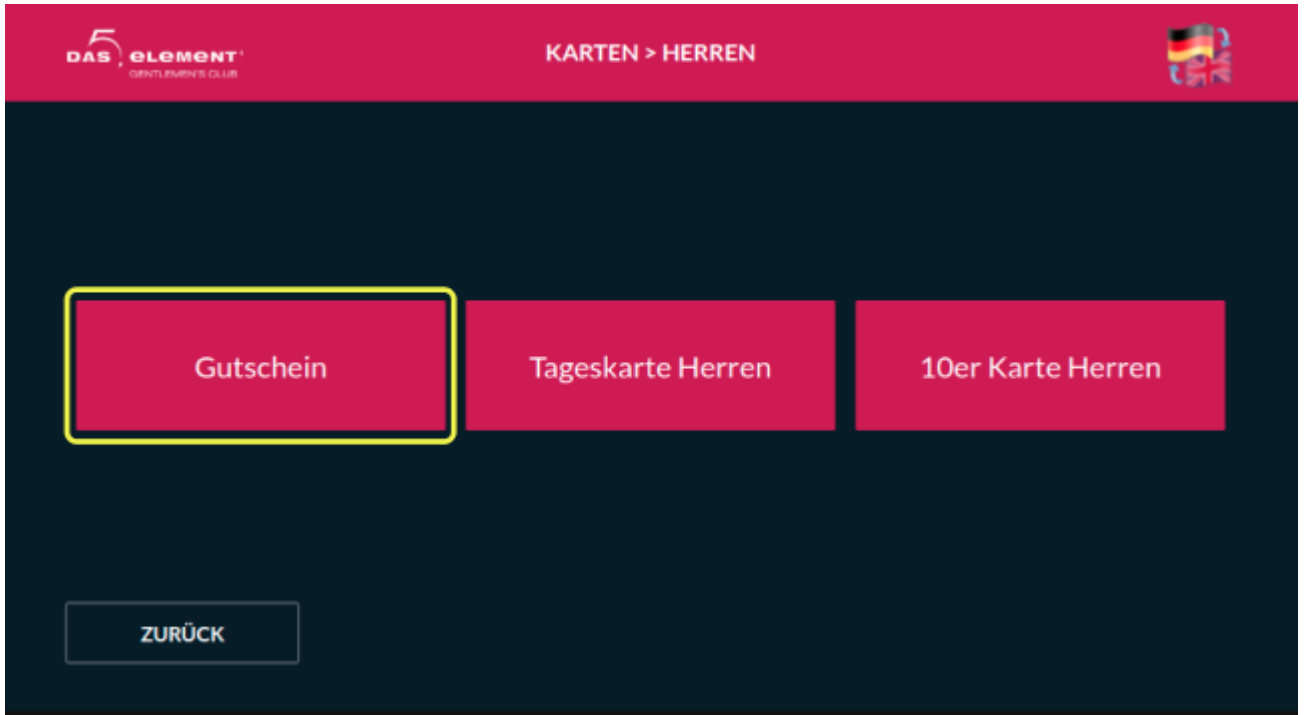 DAS 5 ELEMENT
GENTLEMEN'S CLUB
KARTEN > HERREN
Gutschein
Tageskarte Herren
10er Karte Herren
ZURÜCK